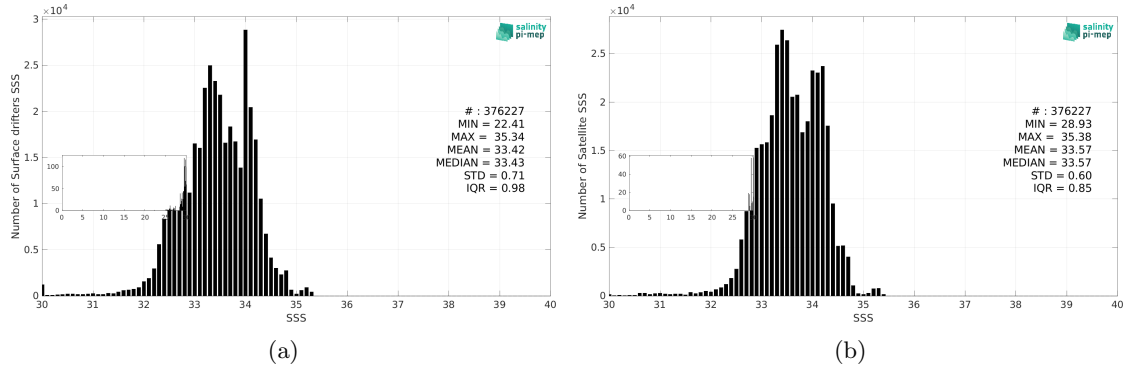 3
×10⁴
2.5
2
1.5
1
0.5
0
30
31
32
33
34
35
36
37
38
39
40
SSS
Number of Surface drifters SSS
salinity
pi-mep
# : 376227
MIN = 22.41
MAX = 35.34
MEAN = 33.42
MEDIAN = 33.43
STD = 0.71
IQR = 0.98
100
50
0
0
5
10
15
20
(a)
×10⁴
2.5
2
1.5
1
0.5
0
30
31
32
33
34
35
36
37
38
39
40
SSS
Number of Satellite SSS
salinity
pi-mep
# : 376227
MIN = 28.93
MAX = 35.38
MEAN = 33.57
MEDIAN = 33.57
STD = 0.60
IQR = 0.85
60
40
20
0
0
5
10
15
20
25
(b)